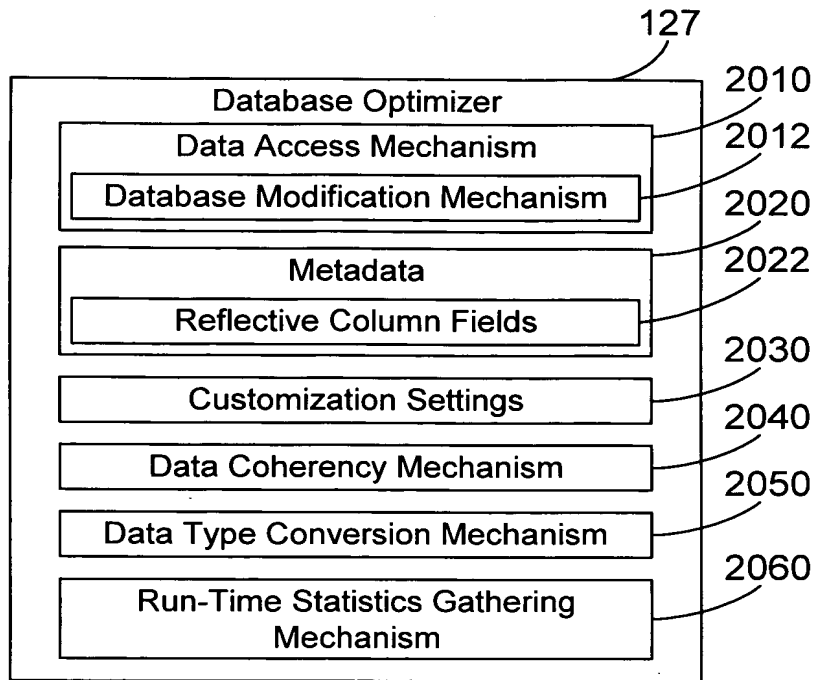 127
Database Optimizer
2010
Data Access Mechanism
2012
Database Modification Mechanism
2020
Metadata
2022
Reflective Column Fields
2030
Customization Settings
2040
Data Coherency Mechanism
2050
Data Type Conversion Mechanism
2060
Run-Time Statistics Gathering
Mechanism